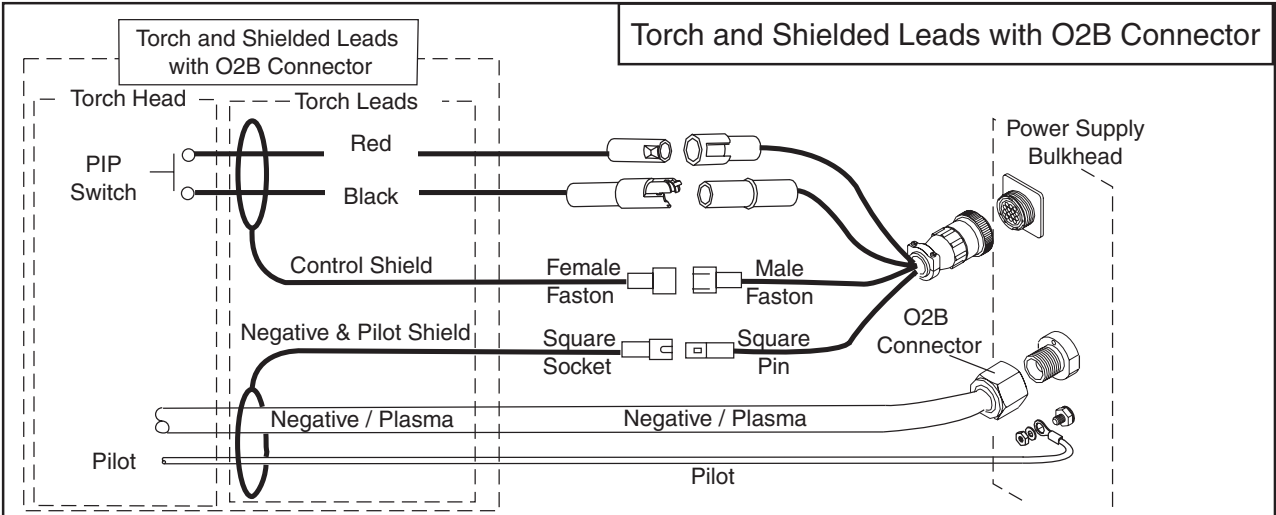 Torch and Shielded Leads with O2B Connector
Torch and Shielded Leads
with O2B Connector
Torch Head
Torch Leads
PIP
Switch
Red
Black
Power Supply
Bulkhead
Control Shield
Female
Faston
Male
Faston
Negative & Pilot Shield
Square
Socket
Square
Pin
O2B
Connector
Negative / Plasma
Negative / Plasma
Pilot
Pilot